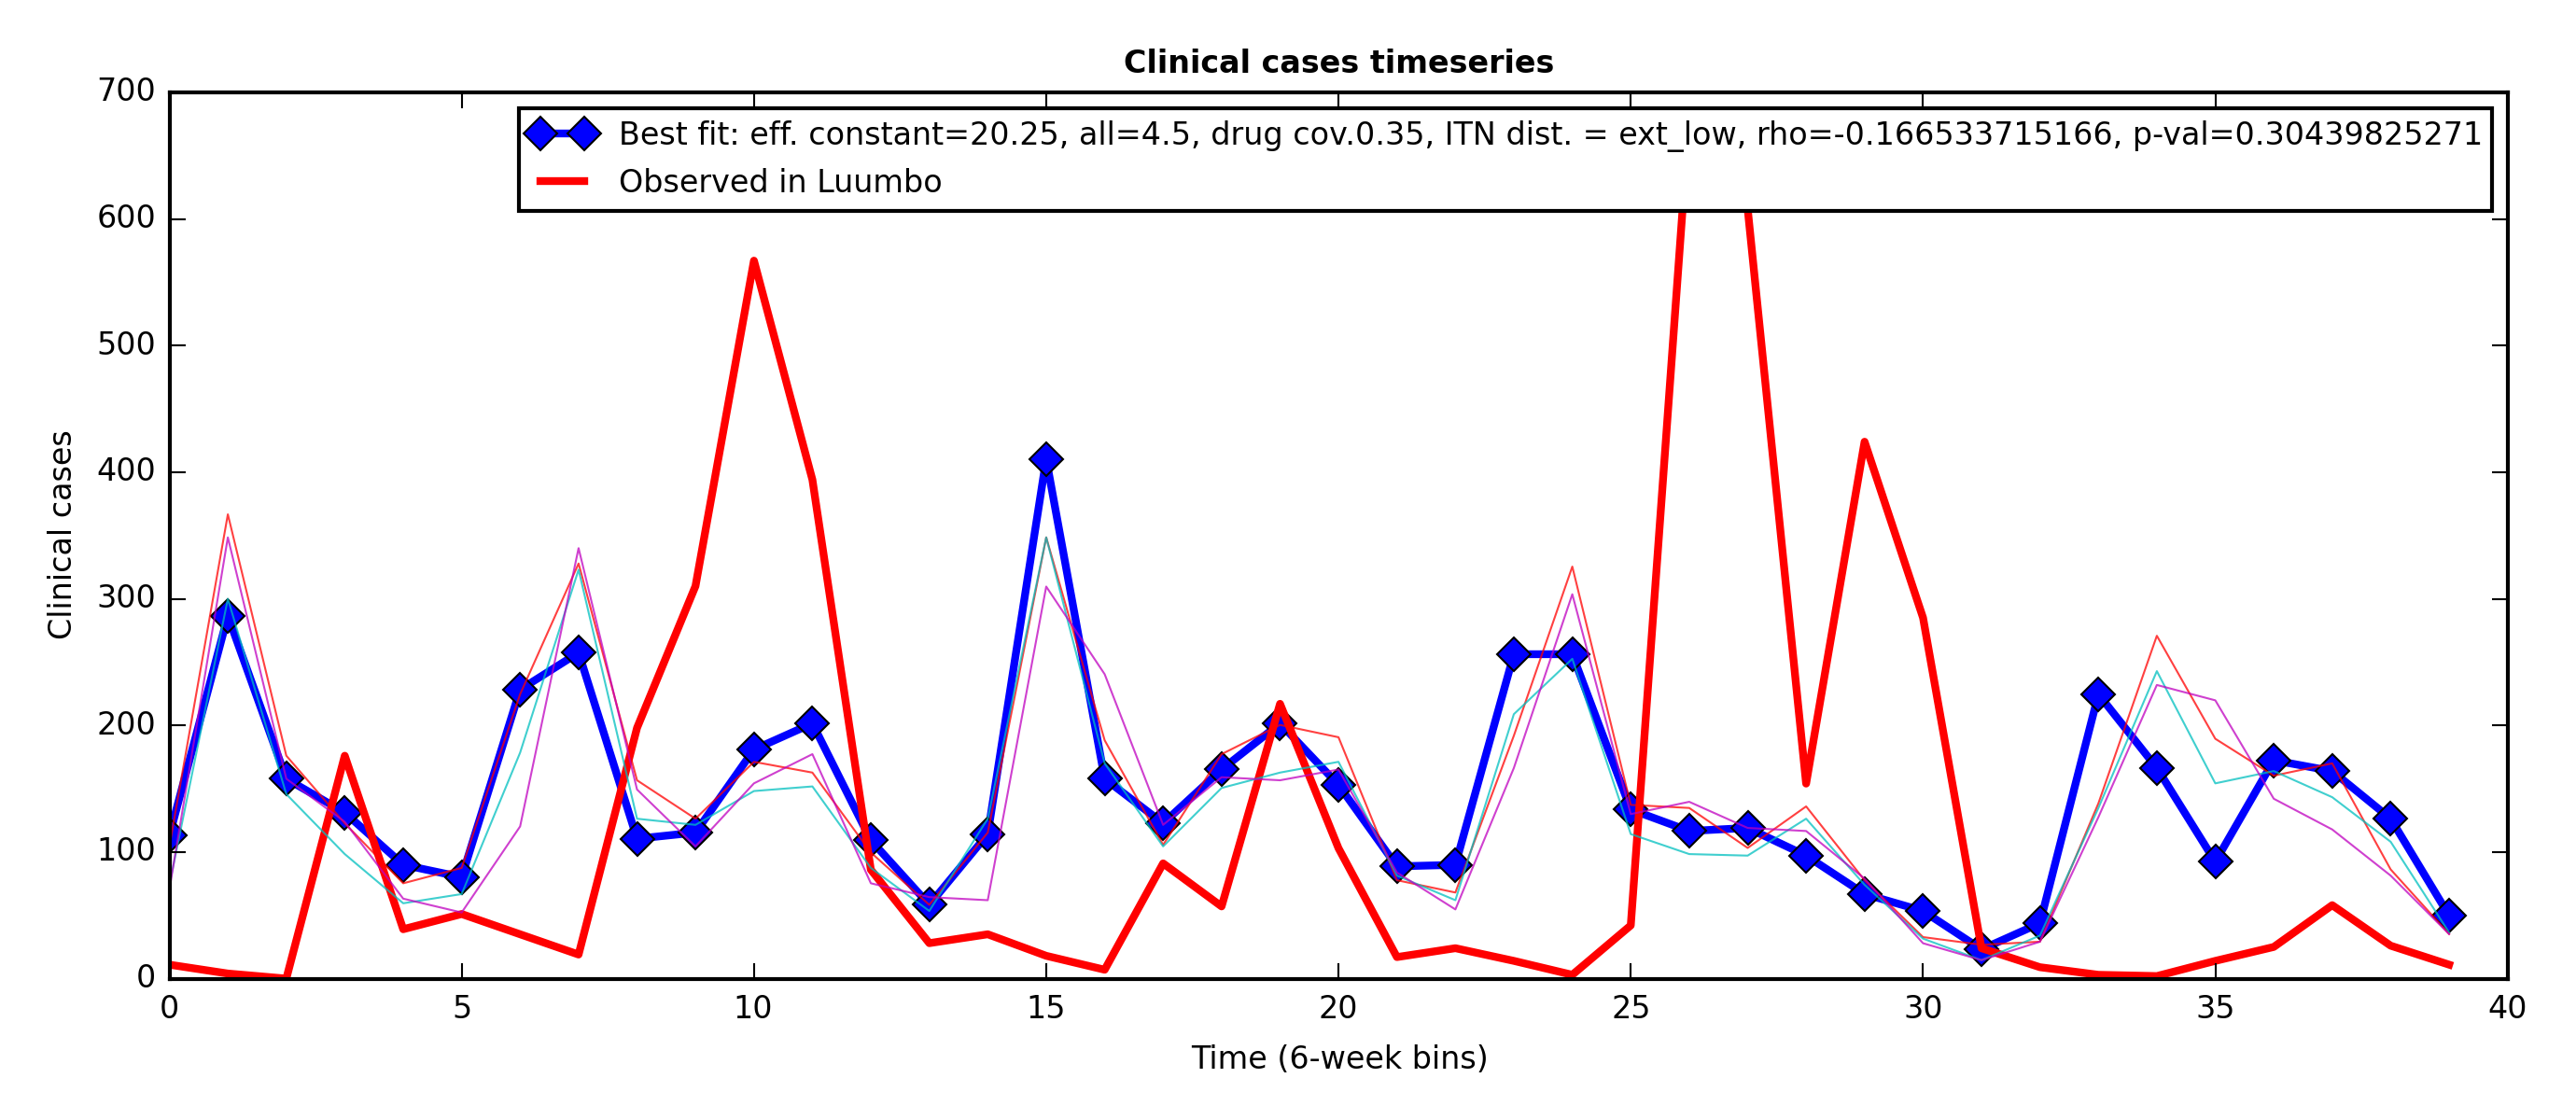 Clinical cases timeseries
700
600
500
400
300
200
100
0
Clinical cases
Best fit: eff. constant=20.25, all=4.5, drug cov.0.35, ITN dist. = ext_low, rho=-0.166533715166, p-val=0.30439825271
Observed in Luumbo
0 5 10 15 20 25 30 35 40
Time (6-week bins)